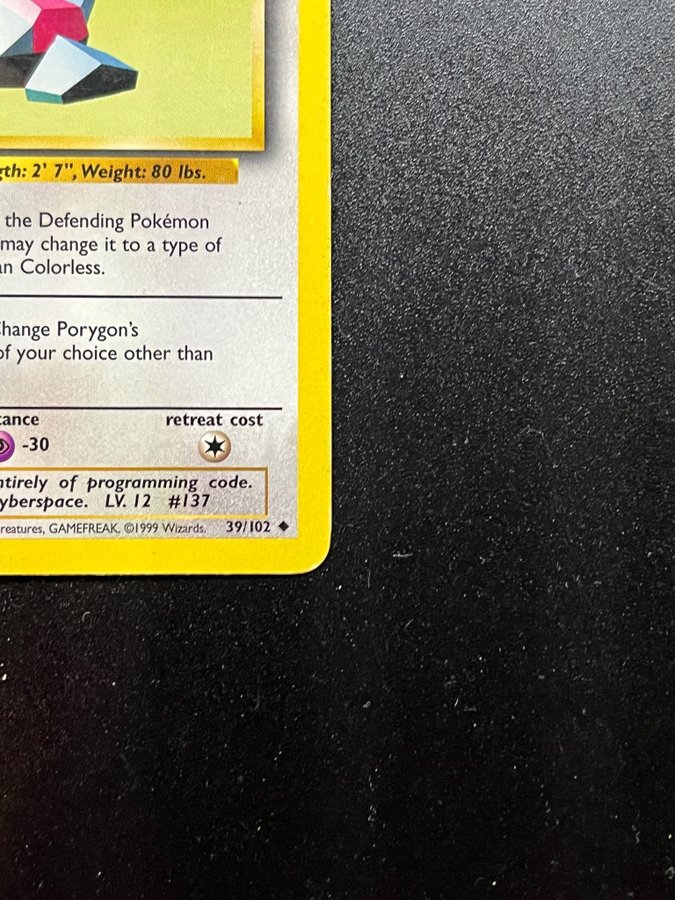 th: 2' 7", Weight: 80 lbs.
the Defending Pokémon
may change it to a type of
an Colorless.
Change Porygon's
of your choice other than
tance
retreat cost
-30
ntirely of programming code.
yberspace. LV. 12 #137
reatures, GAMEFREAK. ©1999 Wizards. 39/102